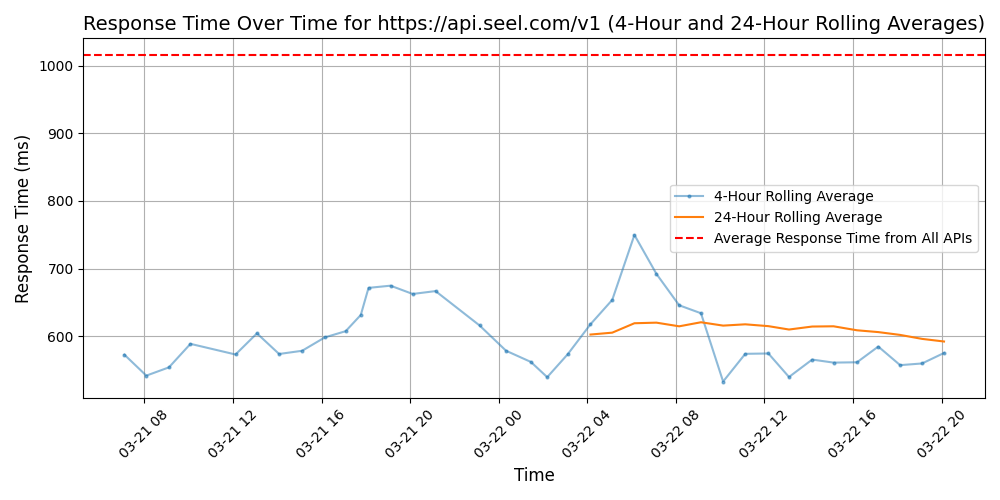 Response Time Over Time for https://api.seel.com/v1 (4-Hour and 24-Hour Rolling Averages)
Response Time (ms)
1000
900
800
700
600
4-Hour Rolling Average
24-Hour Rolling Average
Average Response Time from All APIs
03-21 08
03-21 12
03-21 16
03-21 20
03-22 00
03-22 04
03-22 08
03-22 12
03-22 16
03-22 20
Time